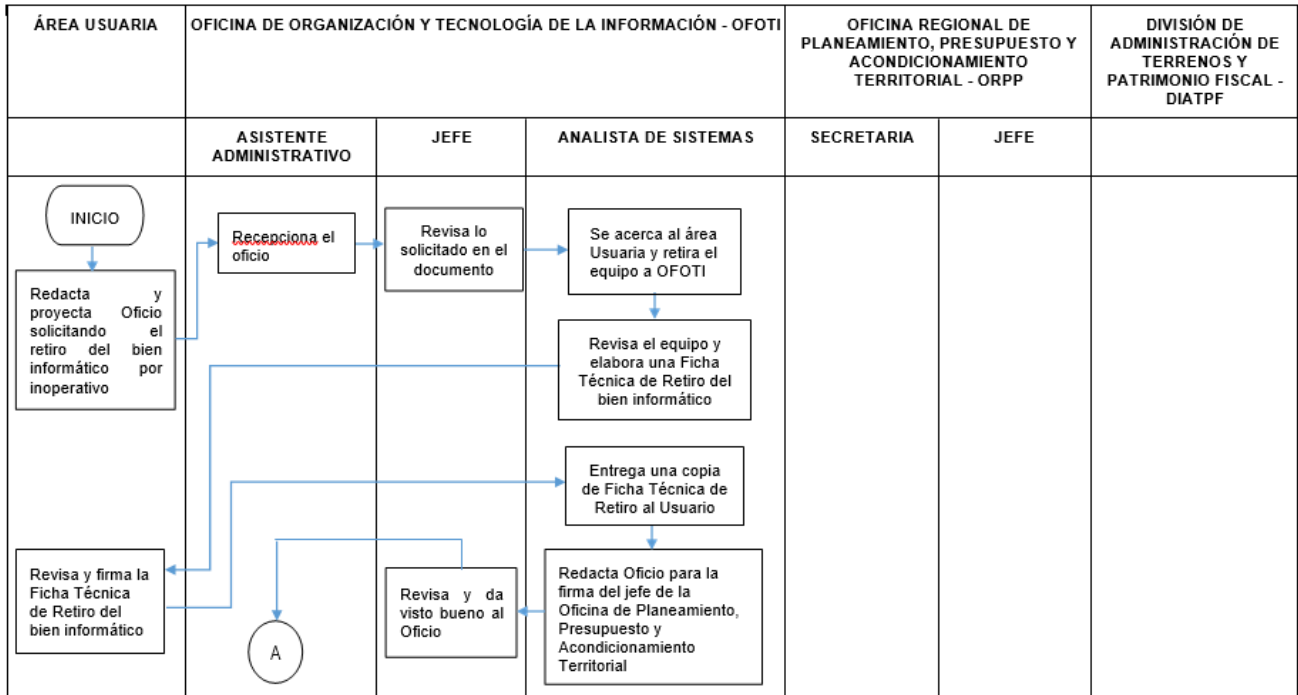 ÁREA USUARIA
OFICINA DE ORGANIZACIÓN Y TECNOLOGÍA DE LA INFORMACIÓN - OFOTI
OFICINA REGIONAL DE
PLANEAMIENTO, PRESUPUESTO Y
ACONDICIONAMIENTO
TERRITORIAL - ORPP
DIVISIÓN DE
ADMINISTRACIÓN DE
TERRENOS Y
PATRIMONIO FISCAL -
DIATPF
ASISTENTE
ADMINISTRATIVO
JEFE
ANALISTA DE SISTEMAS
SECRETARIA
JEFE
INICIO
Redacta y
proyecta Oficio
solicitando el
retiro del bien
informático por
inoperativo
Recepciona el
oficio
Revisa lo
solicitado en el
documento
Se acerca al área
Usuaria y retira el
equipo a OFOTI
Revisa el equipo y
elabora una Ficha
Técnica de Retiro del
bien informático
Revisa y firma la
Ficha Técnica
de Retiro del
bien informático
Entrega una copia
de Ficha Técnica de
Retiro al Usuario
Redacta Oficio para la
firma del jefe de la
Oficina de Planeamiento,
Presupuesto y
Acondicionamiento
Territorial
Revisa y da
visto bueno al
Oficio
A